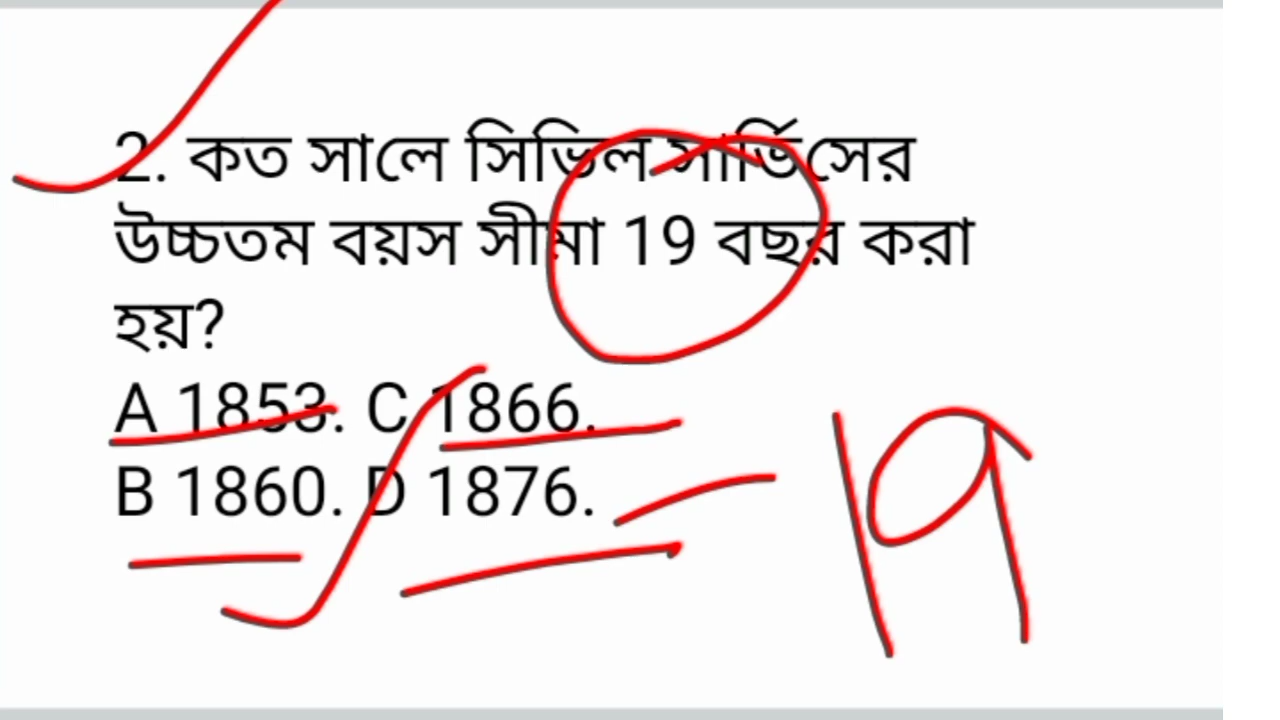 2. কত সালে সিভিল সার্ভিসের
উচ্চতম বয়স সীমা 19 বছর করা
হয়?
A 1853. C 1866.
B 1860. D 1876.
19